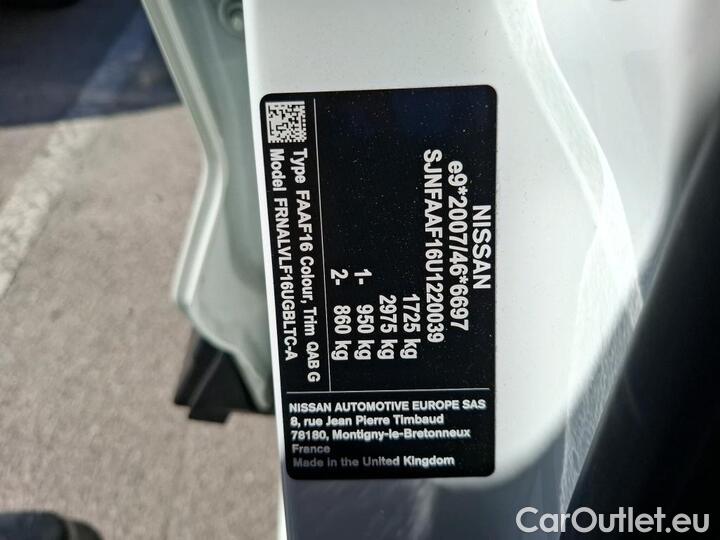 NISSAN
e9*2007/46*6697
SJNFAAF16U1220039
1725 kg
2975 kg
1- 950 kg
2- 860 kg
Type FAAF16 Colour, Trim QAB G
Model FRNALVLF16UGBLTC-A
NISSAN AUTOMOTIVE EUROPE SAS
8, rue Jean Pierre Timbaud
78180, Montigny-le-Bretonneux
France
Made in the United Kingdom
CarOutlet.eu